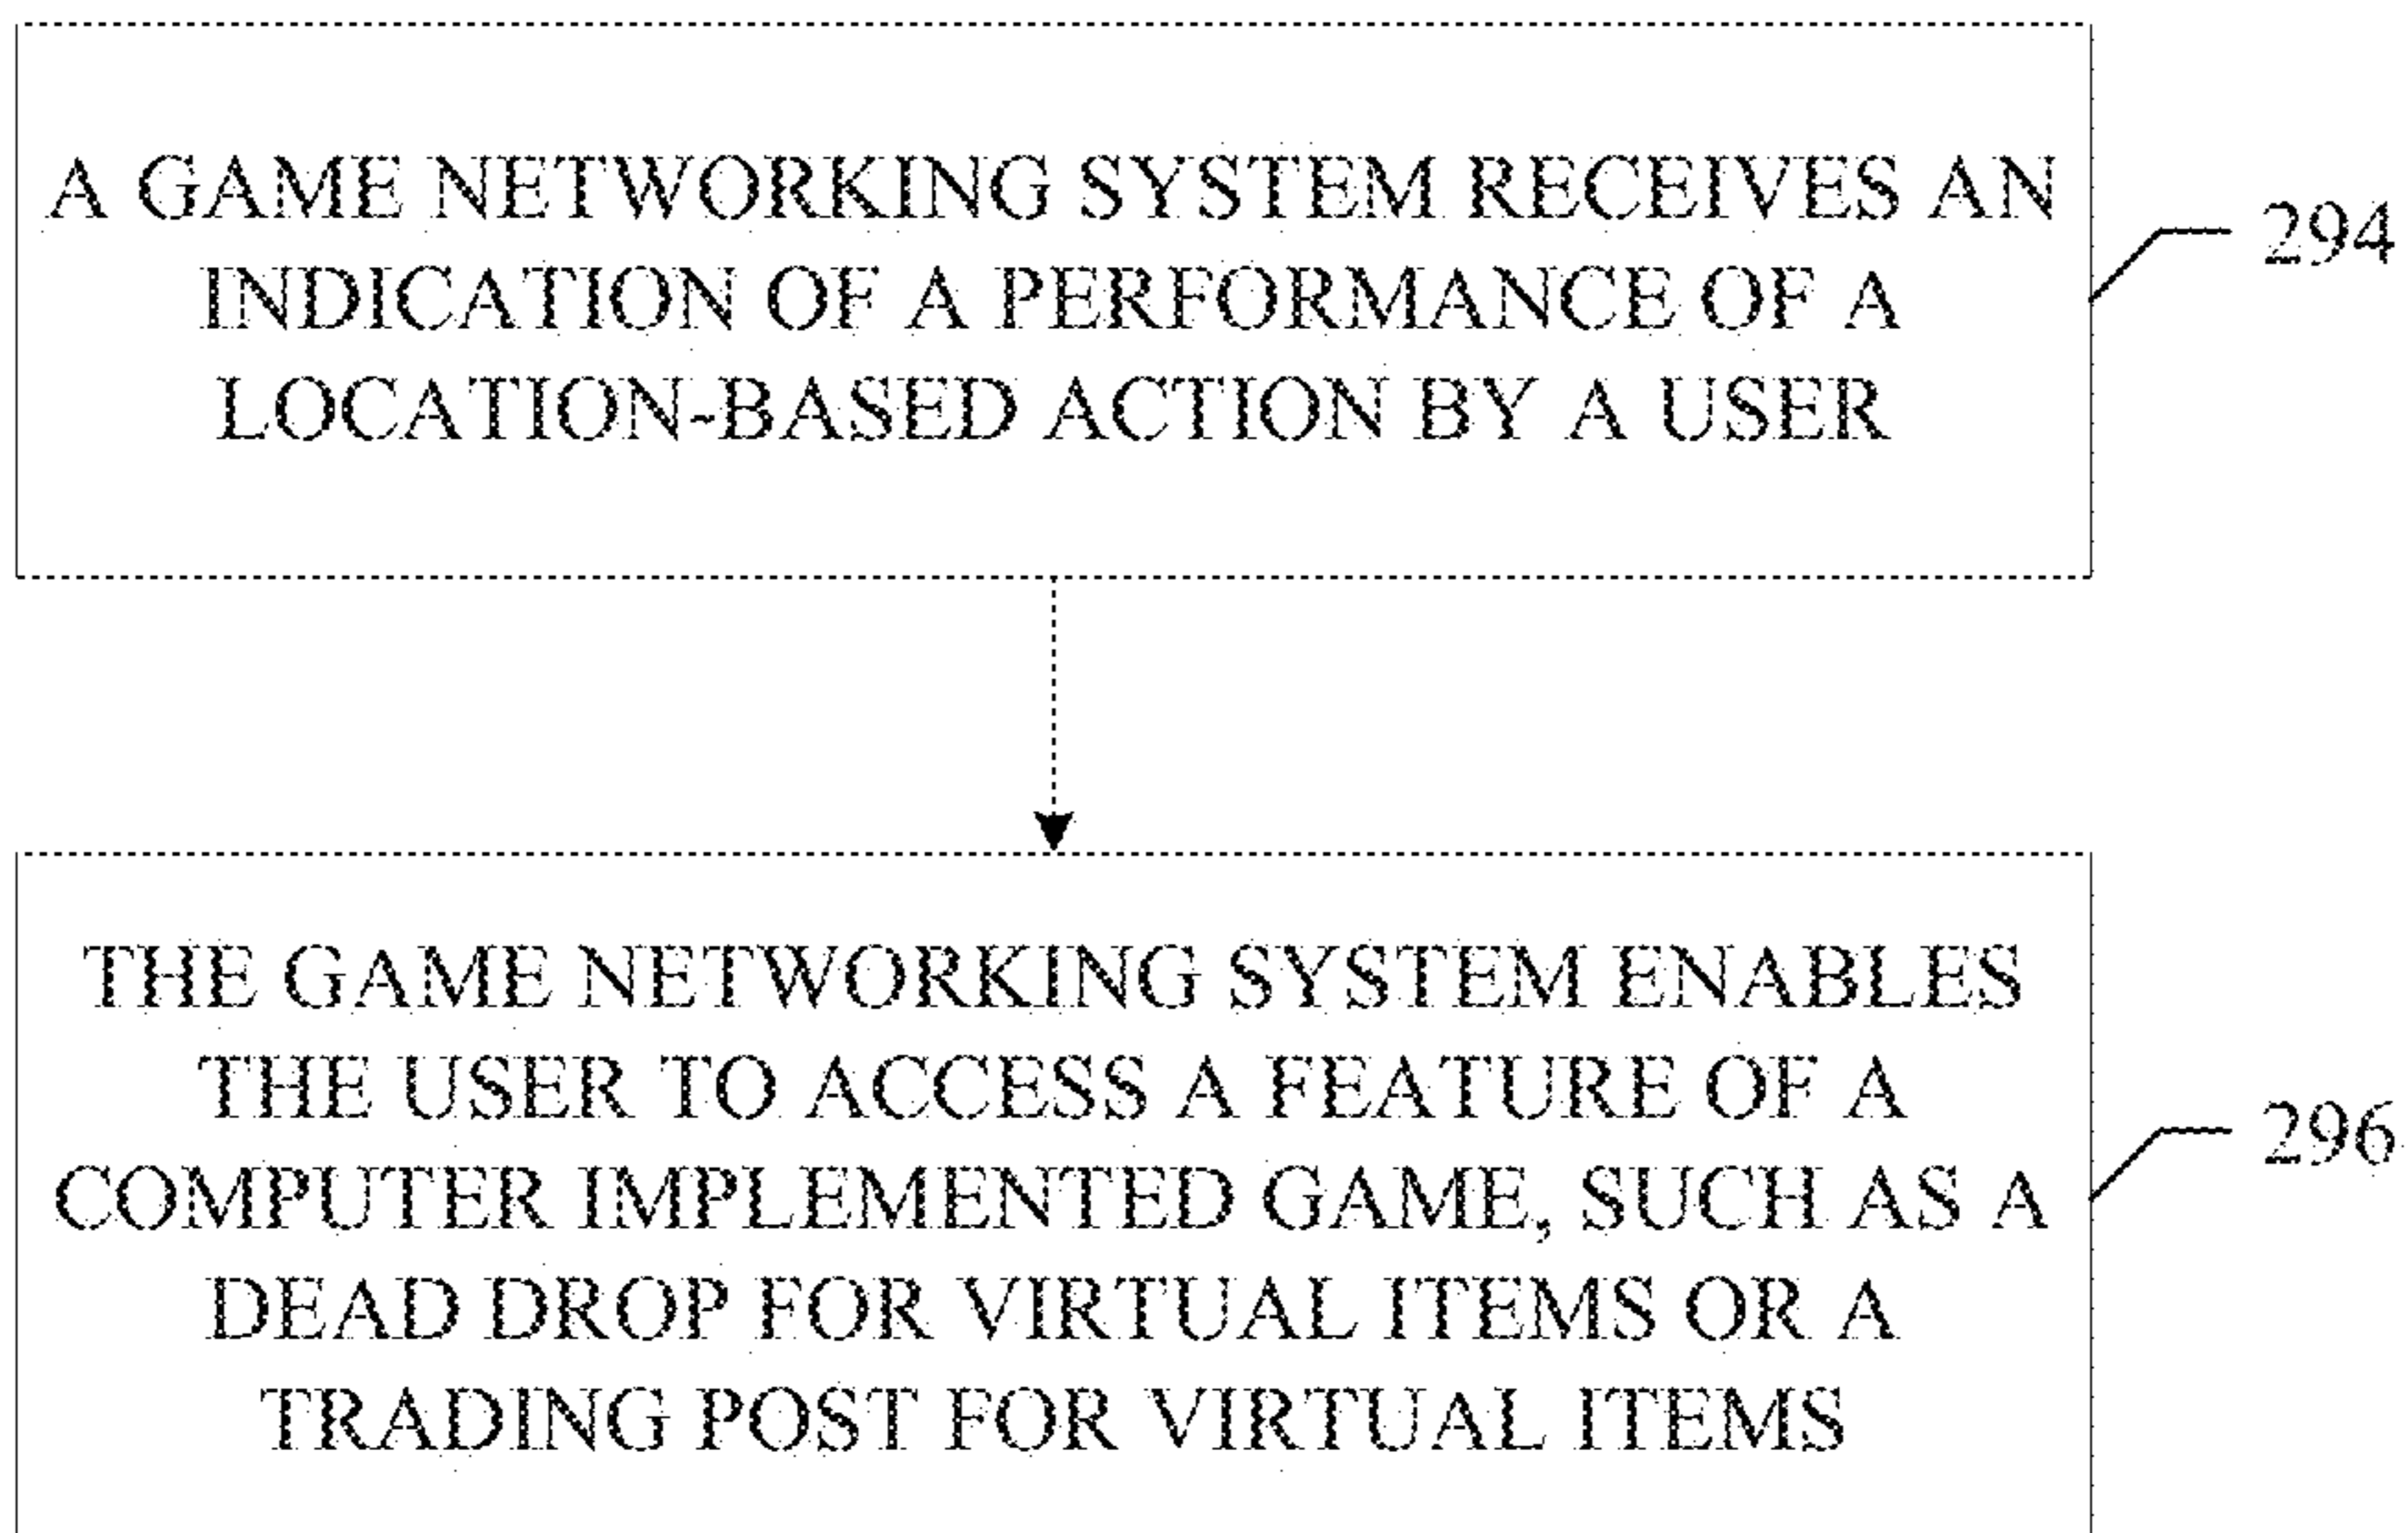 A GAME NETWORKING SYSTEM RECEIVES AN
INDICATION OF A PERFORMANCE OF A
LOCATION-BASED ACTION BY A USER
294
THE GAME NETWORKING SYSTEM ENABLES
THE USER TO ACCESS A FEATURE OF A
COMPUTER IMPLEMENTED GAME, SUCH AS A
DEAD DROP FOR VIRTUAL ITEMS OR A
TRADING POST FOR VIRTUAL ITEMS
296